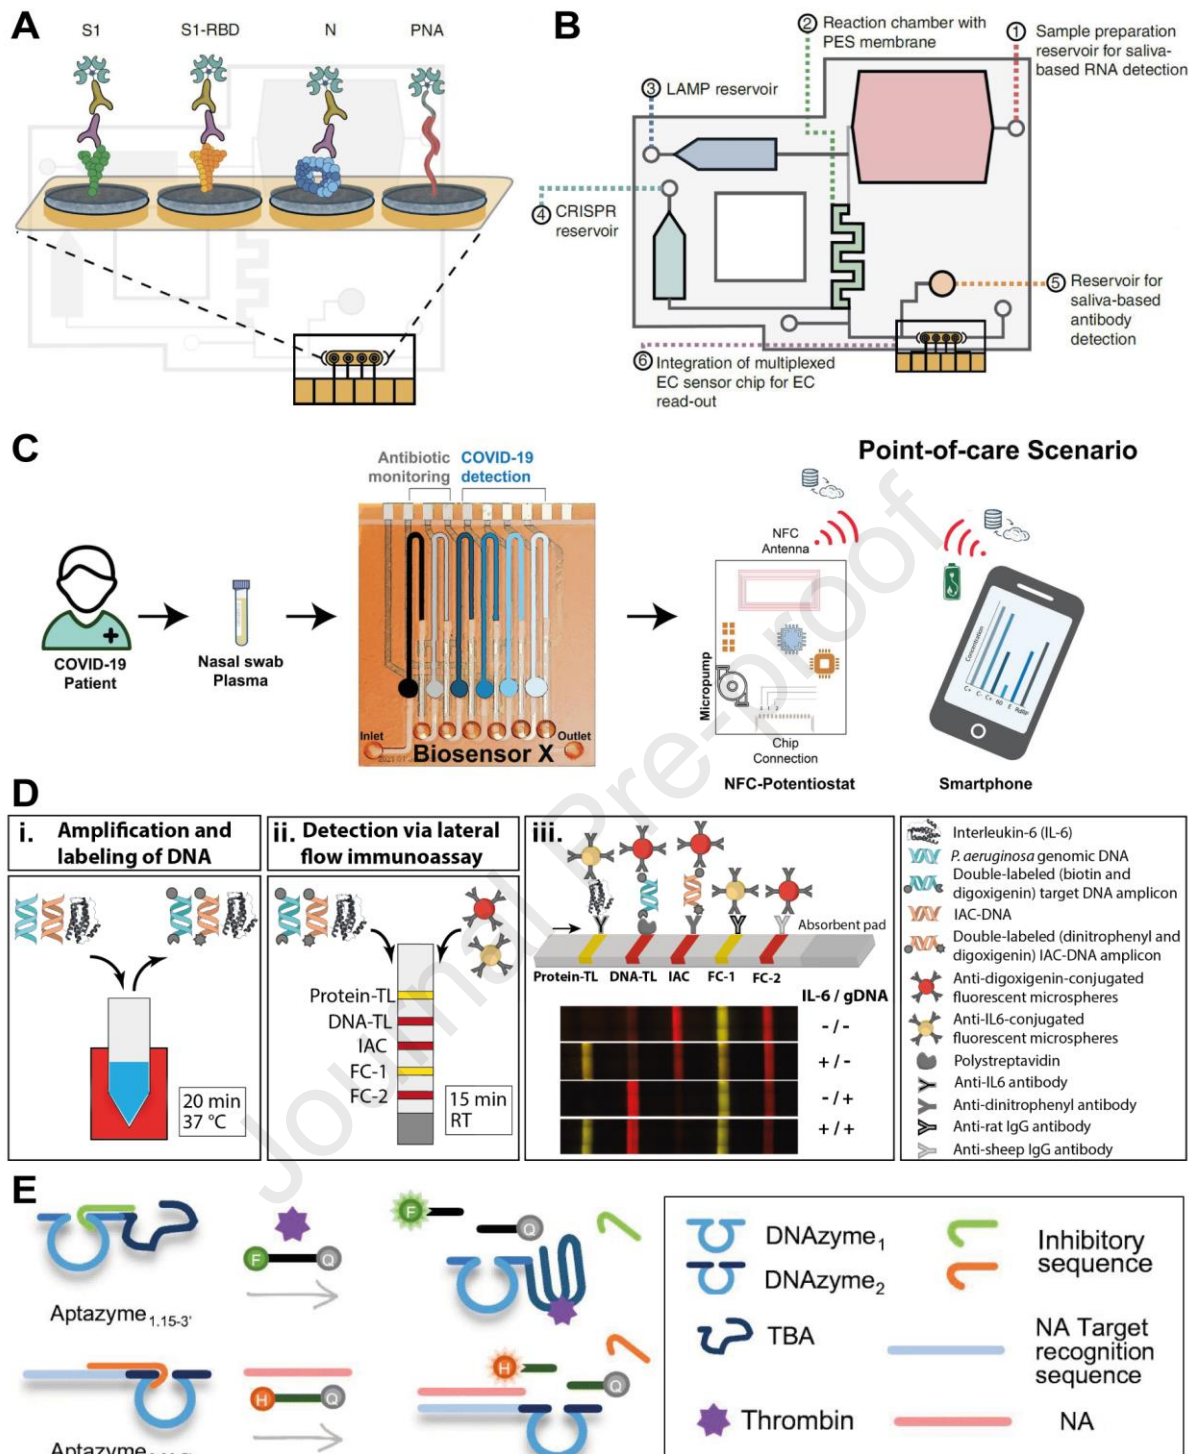 A
S1
S1-RBD
N
PNA
B
② Reaction chamber with
PES membrane
① Sample preparation
reservoir for saliva-
based RNA detection
③ LAMP reservoir
④ CRISPR
reservoir
⑤ Reservoir for
saliva-based
antibody
detection
⑥ Integration of multiplexed
EC sensor chip for EC
read-out
C
Point-of-care Scenario
Antibiotic
monitoring
COVID-19
detection
COVID-19
Patient
Nasal swab
Plasma
Inlet
Outlet
Biosensor X
NFC
Antenna
Micropump
Chip
Connection
NFC-Potentiostat
Concentration
Smartphone
D
i. Amplification and
labeling of DNA
20 min
37 °C
ii. Detection via lateral
flow immunoassay
Protein-TL
DNA-TL
IAC
FC-1
FC-2
15 min
RT
iii.
Absorbent pad
Protein-TL DNA-TL IAC FC-1 FC-2
IL-6 / gDNA
- / -
+ / -
- / +
+ / +
Interleukin-6 (IL-6)
P. aeruginosa genomic DNA
Double-labeled (biotin and
digoxigenin) target DNA amplicon
IAC-DNA
Double-labeled (dinitrophenyl and
digoxigenin) IAC-DNA amplicon
Anti-digoxigenin-conjugated
fluorescent microspheres
Anti-IL6-conjugated
fluorescent microspheres
Polystreptavidin
Anti-IL6 antibody
Anti-dinitrophenyl antibody
Anti-rat IgG antibody
Anti-sheep IgG antibody
E
F
Q
F
Q
Aptazyme1.15-3'
H
Q
H
Q
DNAzyme1
DNAzyme2
TBA
Thrombin
Inhibitory
sequence
NA Target
recognition
sequence
NA
Journal Pre-proof